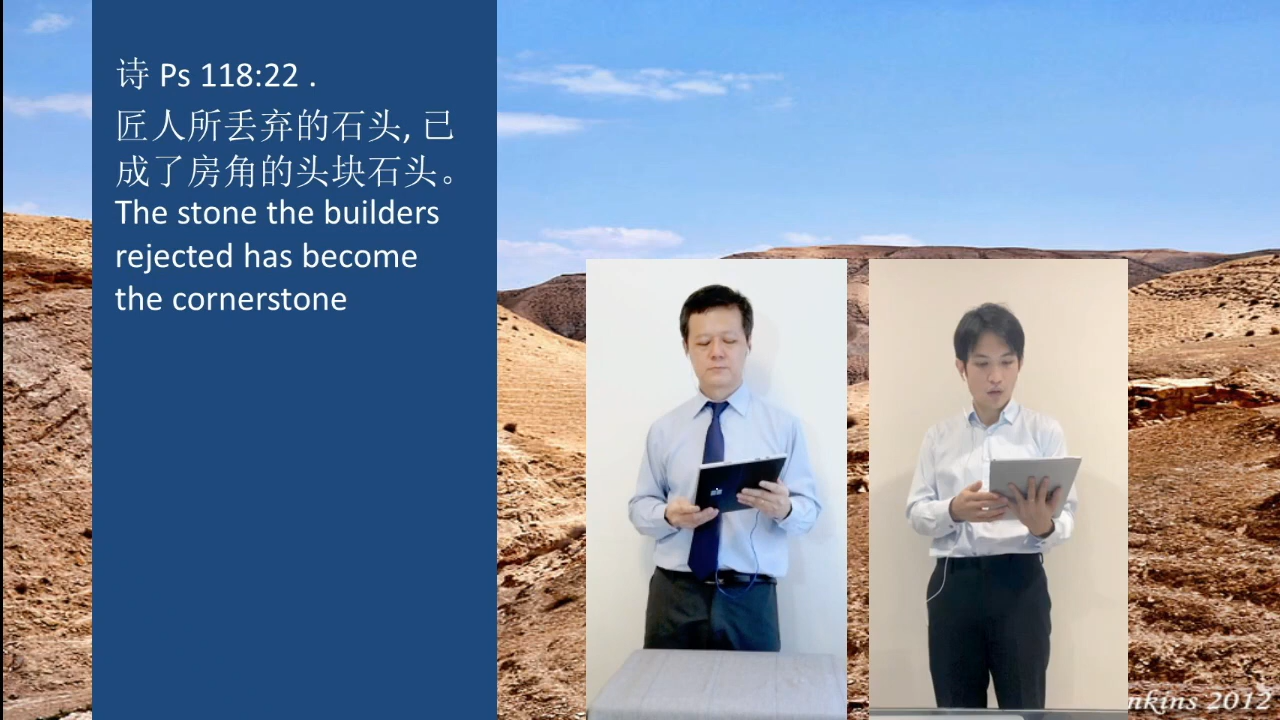 诗 Ps 118:22 .
匠人所丢弃的石头, 已
成了房角的头块石头。
The stone the builders
rejected has become
the cornerstone
nkins 2012